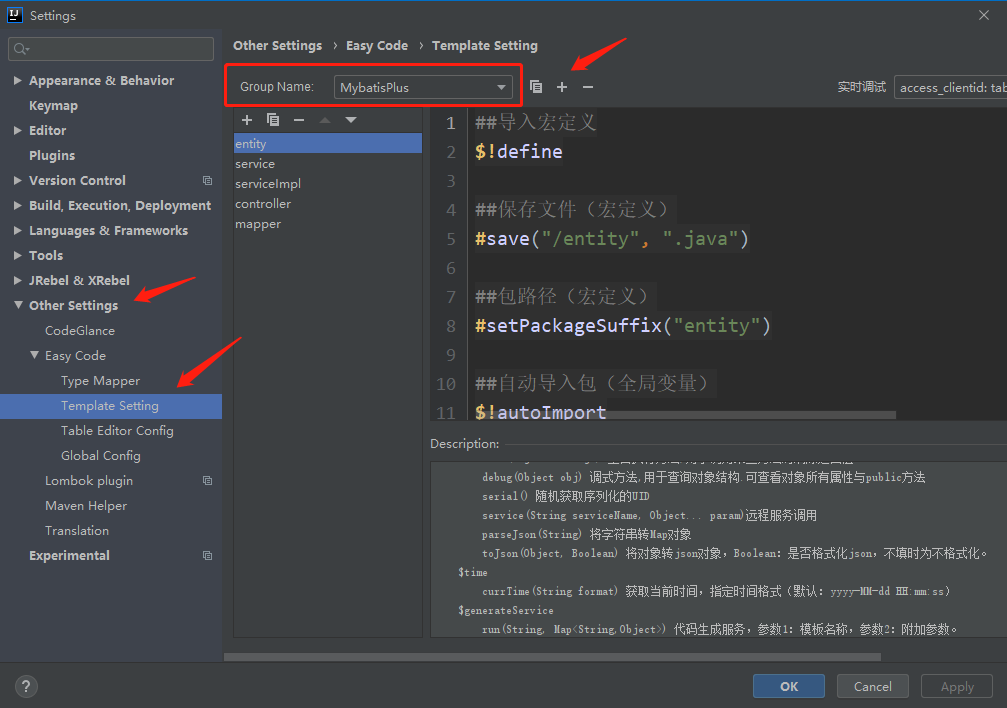 Settings
Appearance & Behavior
Keymap
Editor
Plugins
Version Control
Build, Execution, Deployment
Languages & Frameworks
Tools
JRebel & XRebel
Other Settings
CodeGlance
Easy Code
Type Mapper
Template Setting
Table Editor Config
Global Config
Lombok plugin
Maven Helper
Translation
Experimental
Other Settings › Easy Code › Template Setting
Group Name: MybatisPlus
实时调试 access_clientid: tab
entity
service
serviceImpl
controller
mapper
1 ##导入宏定义
2 $!define
3
4 ##保存文件（宏定义）
5 #save("/entity", ".java")
6
7 ##包路径（宏定义）
8 #setPackageSuffix("entity")
9
10 ##自动导入包（全局变量）
11 $!autoImport
Description:
debug(Object obj) 调式方法,用于查询对象结构.可查看对象所有属性与public方法
serial() 随机获取序列化的UID
service(String serviceName, Object... param)远程服务调用
parseJson(String) 将字符串转Map对象
toJson(Object, Boolean) 将对象转json对象，Boolean：是否格式化json，不填时为不格式化。
$time
currTime(String format) 获取当前时间，指定时间格式（默认：yyyy-MM-dd HH:mm:ss）
$generateService
run(String, Map<String,Object>) 代码生成服务，参数1：模板名称，参数2：附加参数。
?
OK
Cancel
Apply